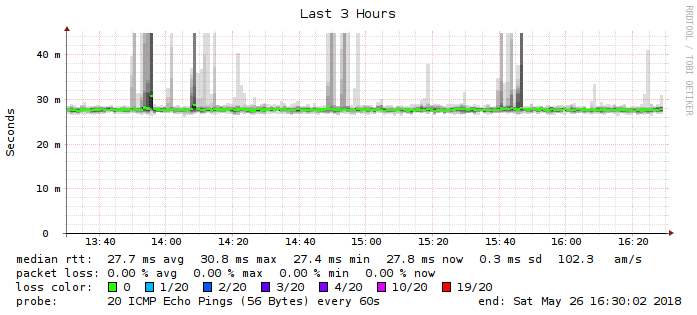 Last 3 Hours
RRDTOOL / TOBI OETIKER
Seconds
40 m
30 m
20 m
10 m
0
13:40 14:00 14:20 14:40 15:00 15:20 15:40 16:00 16:20
median rtt: 27.7 ms avg 30.8 ms max 27.4 ms min 27.8 ms now 0.3 ms sd 102.3 am/s
packet loss: 0.00 % avg 0.00 % max 0.00 % min 0.00 % now
loss color: 0 1/20 2/20 3/20 4/20 10/20 19/20
probe: 20 ICMP Echo Pings (56 Bytes) every 60s end: Sat May 26 16:30:02 2018